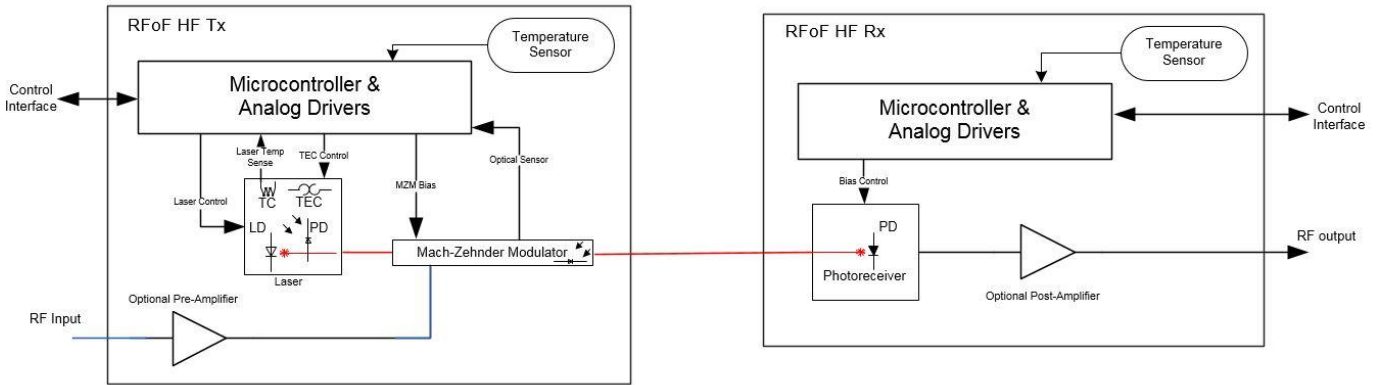 RFoF HF Tx
Temperature
Sensor
Microcontroller &
Analog Drivers
Control
Interface
Laser Temp
Sense
TEC Control
Optical Sensor
MZM Bias
Laser Control
TC
TEC
LD
PD
Mach-Zehnder Modulator
Laser
Optional Pre-Amplifier
RF Input
RFoF HF Rx
Temperature
Sensor
Microcontroller &
Analog Drivers
Control
Interface
Bias Control
PD
Photoreceiver
RF output
Optional Post-Amplifier